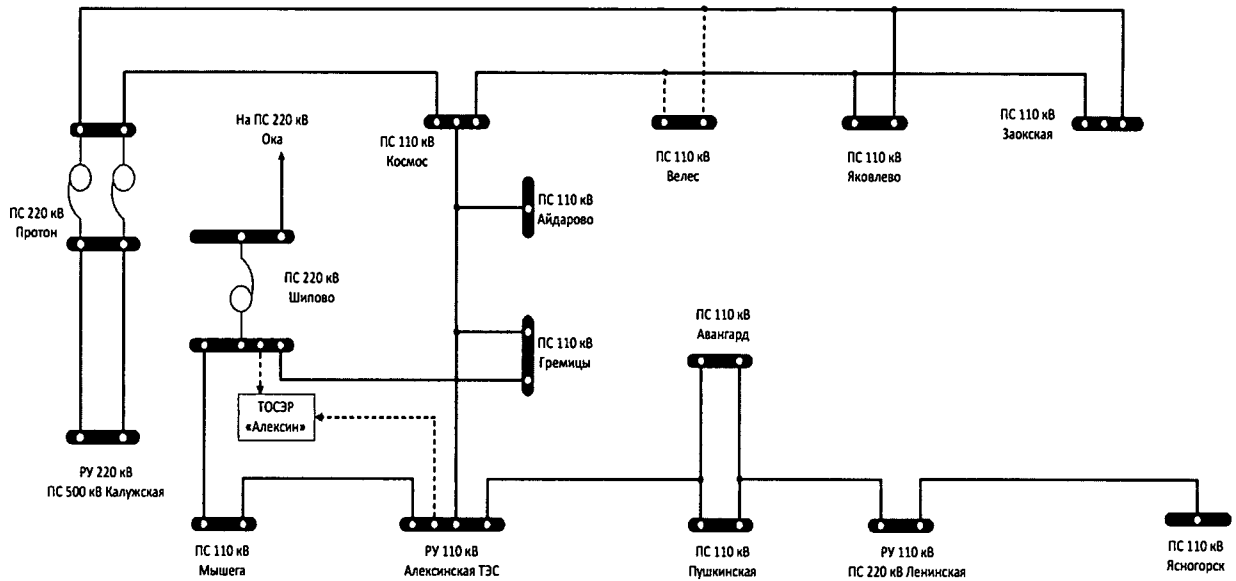 На ПС 220 кВ
Ока
ПС 110 кВ
Космос
ПС 110 кВ
Велес
ПС 110 кВ
Яковлево
ПС 110 кВ
Заокская
ПС 220 кВ
Протон
ПС 110 кВ
Айдарово
ПС 220 кВ
Шипово
ПС 110 кВ
Авангард
ПС 110 кВ
Гремицы
ТОСЭР
«Алексин»
РУ 220 кВ
ПС 500 кВ Калужская
ПС 110 кВ
Мышега
РУ 110 кВ
Алексинская ТЭС
ПС 110 кВ
Пушкинская
РУ 110 кВ
ПС 220 кВ Ленинская
ПС 110 кВ
Ясногорск